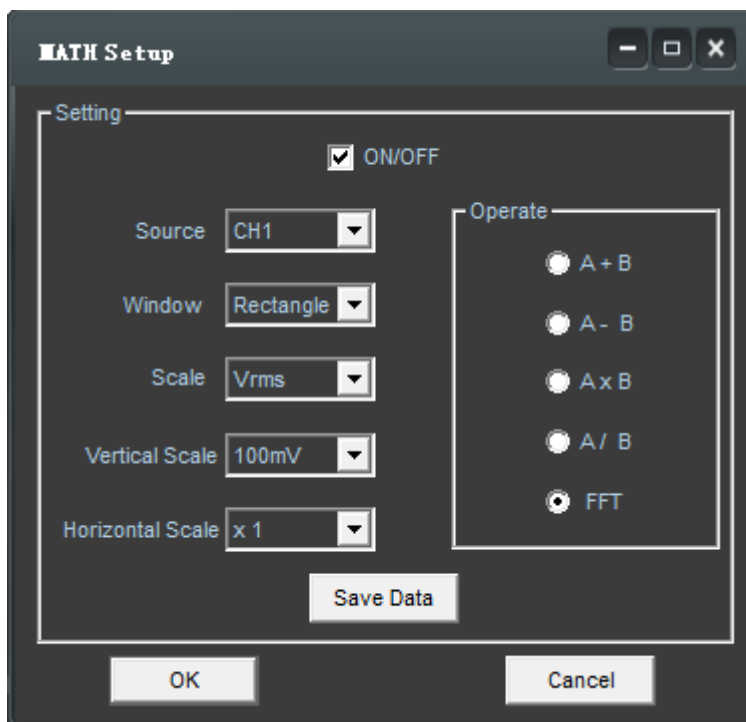 MATH Setup
Setting
ON/OFF
Source CH1
Window Rectangle
Scale Vrms
Vertical Scale 100mV
Horizontal Scale x 1
Operate
A + B
A - B
A x B
A / B
FFT
Save Data
OK Cancel